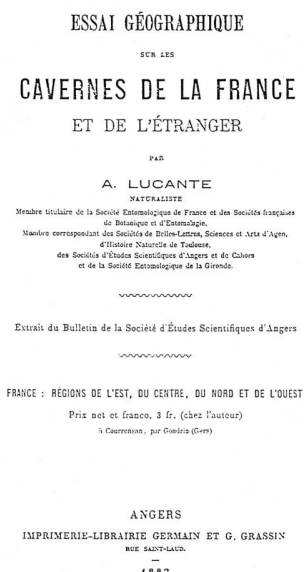 ESSAI GÉOGRAPHIQUE
SUR LES
CAVERNES DE LA FRANCE
ET DE L'ÉTRANGER
PAR
A. LUCANTE
NATURALISTE
Membre titulaire de la Société Entomologique de France et des Sociétés françaises
de Botanique et d'Entomologie,
Membre correspondant des Sociétés de Belles-Lettres, Sciences et Arts d'Agen,
d'Histoire Naturelle de Toulouse,
des Sociétés d'Études Scientifiques d'Angers et de Cahors
et de la Société Entomologique de la Gironde.
Extrait du Bulletin de la Société d'Études Scientifiques d'Angers
FRANCE : RÉGIONS DE L'EST, DU CENTRE, DU NORD ET DE L'OUEST
Prix net et franco, 3 fr. (chez l'auteur)
à Courrensan, par Gondrin (Gers)
ANGERS
IMPRIMERIE-LIBRAIRIE GERMAIN ET G. GRASSIN
RUE SAINT-LAUD.